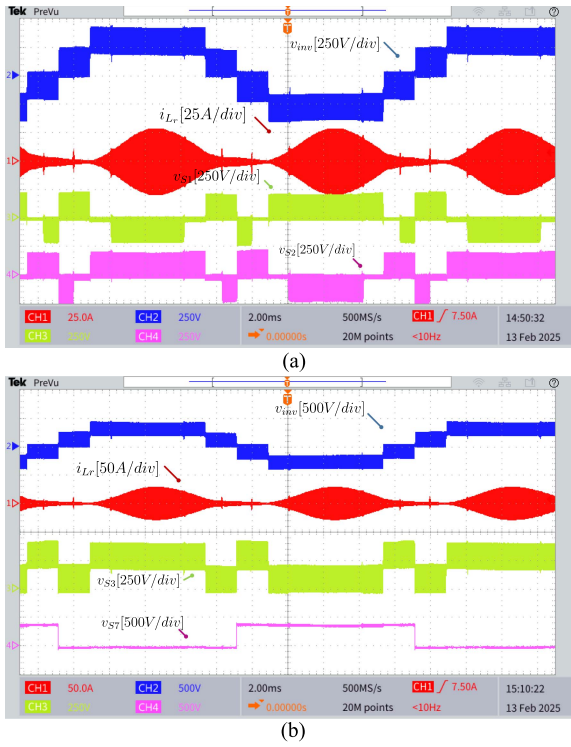 Tek PreVu
T
T
v_inv[250V/div]
2
i_Lr[25A/div]
1
v_S1[250V/div]
v_S2[250V/div]
4
CH1 25.0A CH2 250V 2.00ms 500MS/s CH1 7.50A 14:50:32
CH3 250V CH4 250V 0.00000s 20M points <10Hz 13 Feb 2025
(a)
Tek PreVu
T
T
v_inv[500V/div]
2
i_Lr[50A/div]
1
v_S3[250V/div]
v_S7[500V/div]
4
CH1 50.0A CH2 500V 2.00ms 500MS/s CH1 7.50A 15:10:22
CH3 250V CH4 500V 0.00000s 20M points <10Hz 13 Feb 2025
(b)